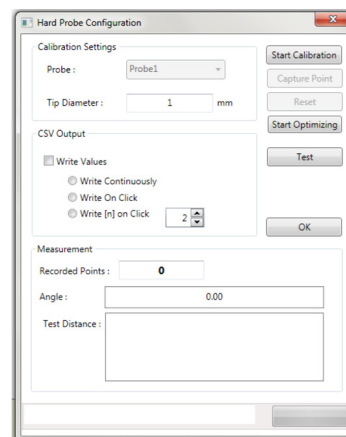 Hard Probe Configuration
Calibration Settings
Probe :
Probe1
Tip Diameter :
1
mm
Start Calibration
Capture Point
Reset
Start Optimizing
CSV Output
Write Values
Write Continuously
Write On Click
Write [n] on Click
2
Test
OK
Measurement
Recorded Points :
0
Angle :
0.00
Test Distance :